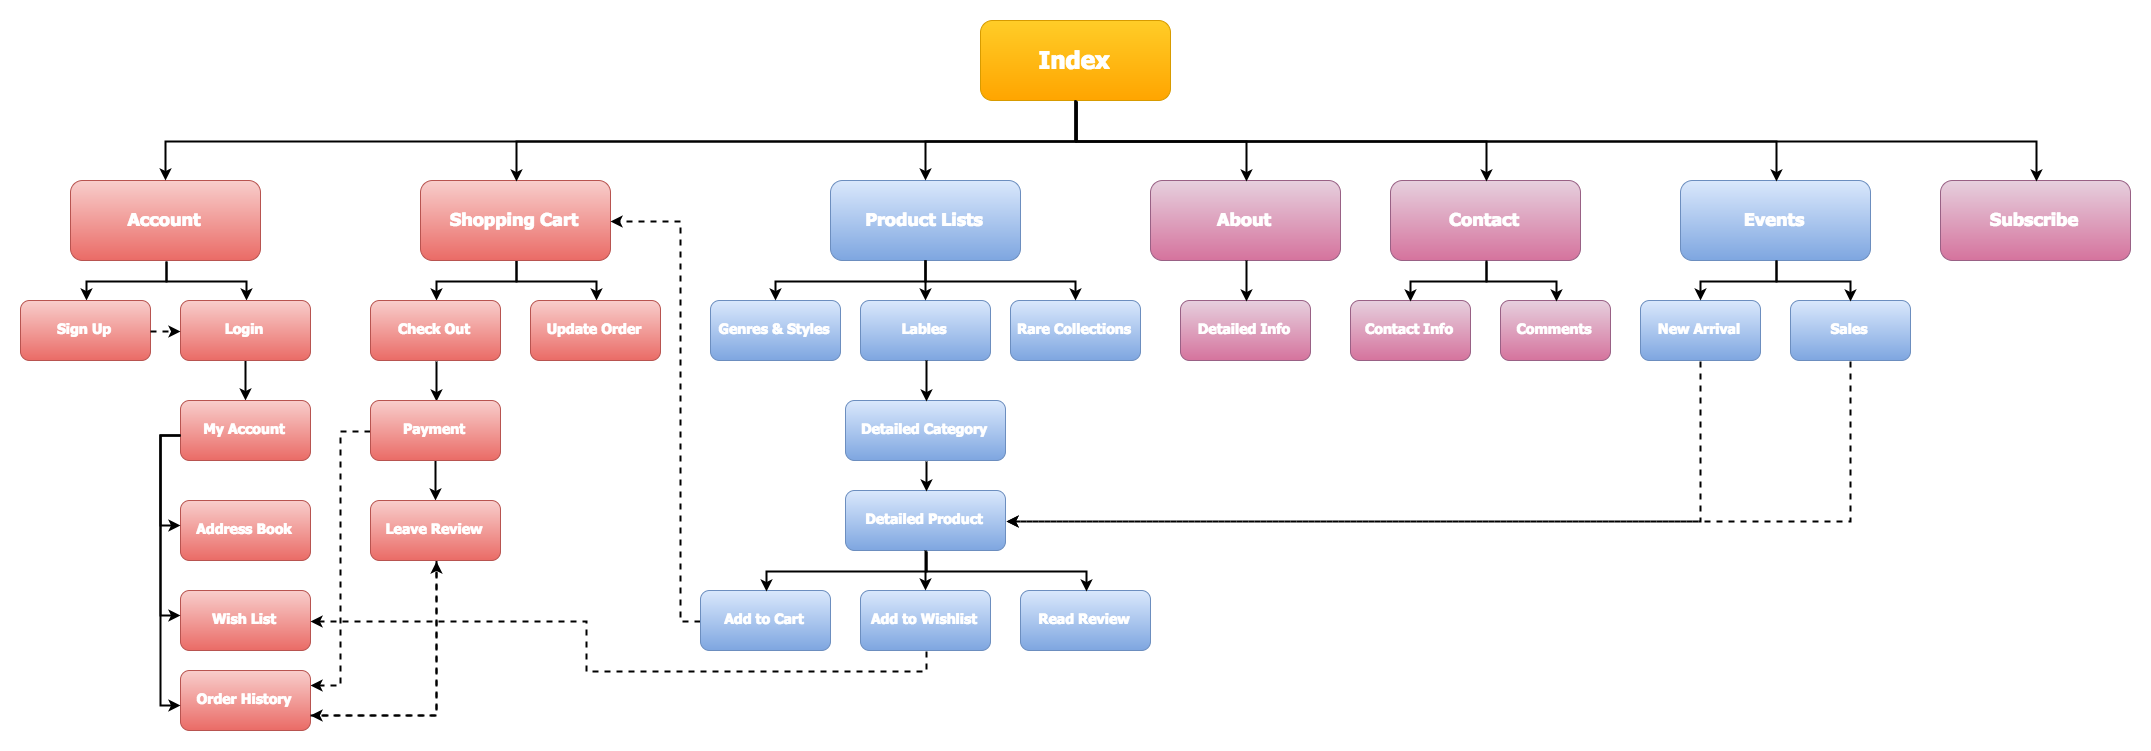 Index
Account
Shopping Cart
Product Lists
About
Contact
Events
Subscribe
Sign Up
Login
Check Out
Update Order
Genres & Styles
Lables
Rare Collections
Detailed Info
Contact Info
Comments
New Arrival
Sales
My Account
Payment
Detailed Category
Address Book
Leave Review
Detailed Product
Wish List
Add to Cart
Add to Wishlist
Read Review
Order History